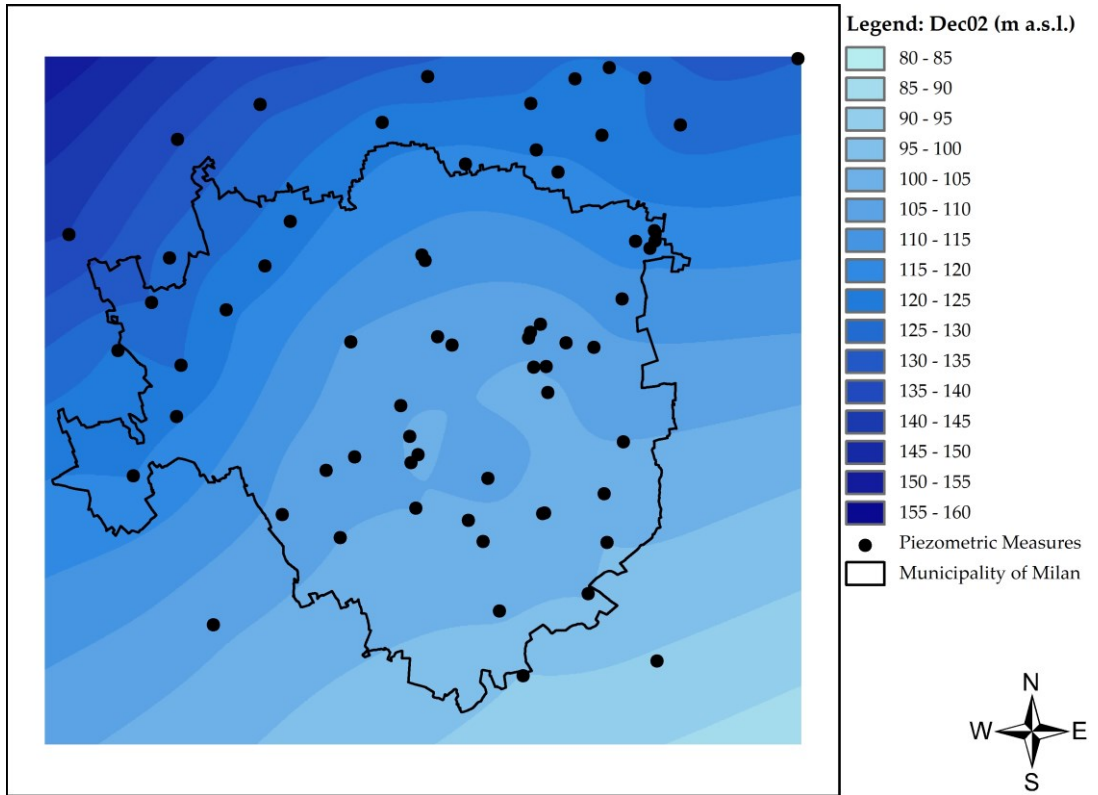 Legend: Dec02 (m a.s.l.)
80 - 85
85 - 90
90 - 95
95 - 100
100 - 105
105 - 110
110 - 115
115 - 120
120 - 125
125 - 130
130 - 135
135 - 140
140 - 145
145 - 150
150 - 155
155 - 160
Piezometric Measures
Municipality of Milan
N
W E
S